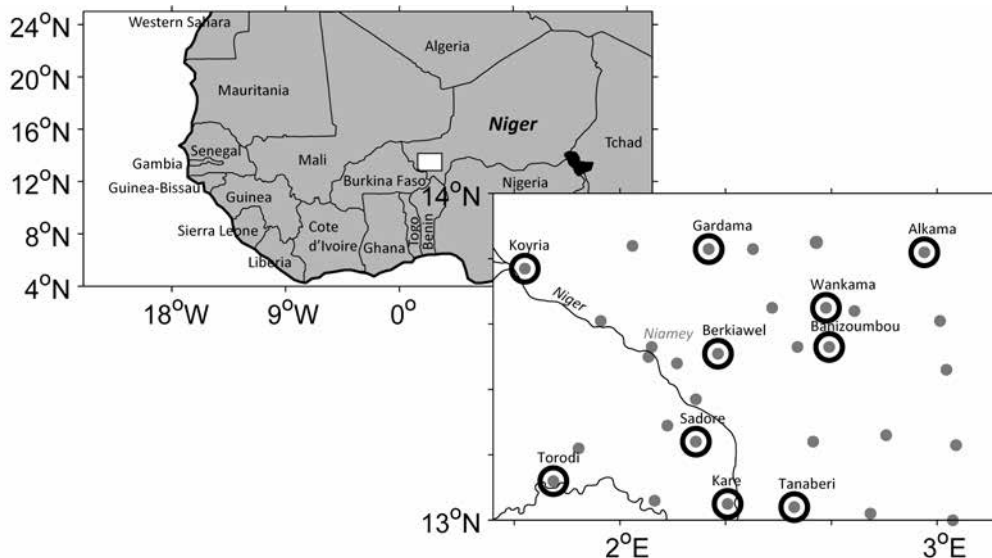 24°N
Western Sahara
Algeria
20°N
Mauritania
16°N
Niger
Tchad
Senegal
Mali
Gambia
12°N
Burkina Faso
Nigeria
Guinea-Bissau
14°N
Guinea
Togo
Benin
8°N
Sierra Leone
Cote
d'Ivoire
Ghana
Liberia
4°N
18°W
9°W
0°
Gardama
Alkama
Koyria
Wankama
Niger
Niamey
Berkiawel
Banizoumbou
Sadore
Torodi
Kare
Tanaberi
13°N
2°E
3°E